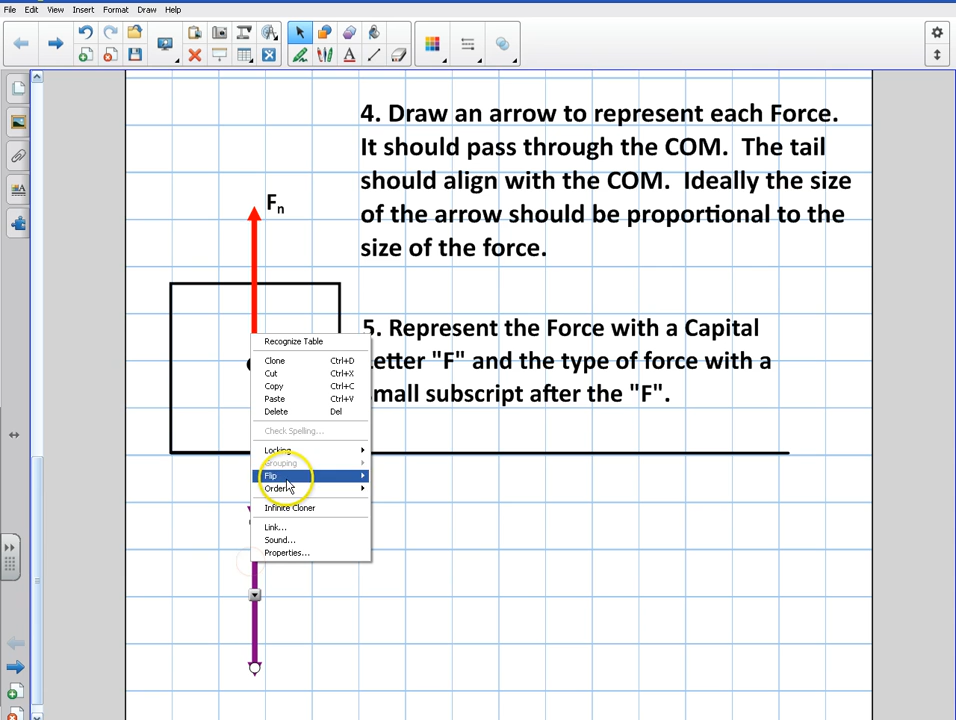 File Edit View Insert Format Draw Help
4. Draw an arrow to represent each Force.
It should pass through the COM. The tail
should align with the COM. Ideally the size
of the arrow should be proportional to the
size of the force.
Fn
5. Represent the Force with a Capital
etter "F" and the type of force with a
mall subscript after the "F".
Recognize Table
Clone Ctrl+D
Cut Ctrl+X
Copy Ctrl+C
Paste Ctrl+V
Delete Del
Check Spelling...
Locking
Grouping
Flip
Order
Infinite Cloner
Link...
Sound...
Properties...